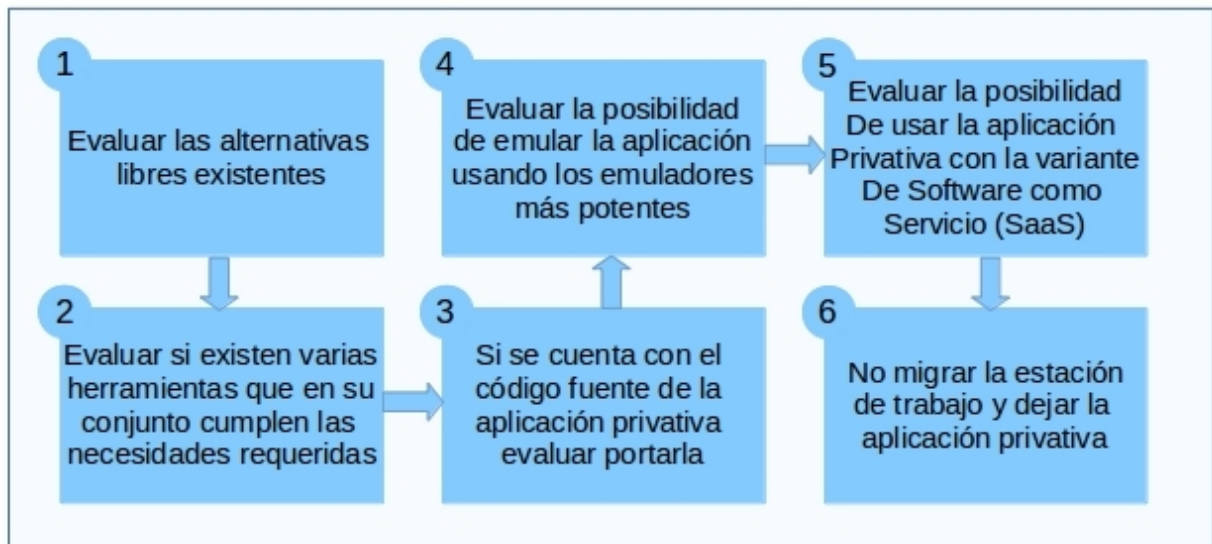 1
Evaluar las alternativas
libres existentes
2
Evaluar si existen varias
herramientas que en su
conjunto cumplen las
necesidades requeridas
3
Si se cuenta con el
código fuente de la
aplicación privativa
evaluar portarla
4
Evaluar la posibilidad
de emular la aplicación
usando los emuladores
más potentes
5
Evaluar la posibilidad
De usar la aplicación
Privativa con la variante
De Software como
Servicio (SaaS)
6
No migrar la estación
de trabajo y dejar la
aplicación privativa